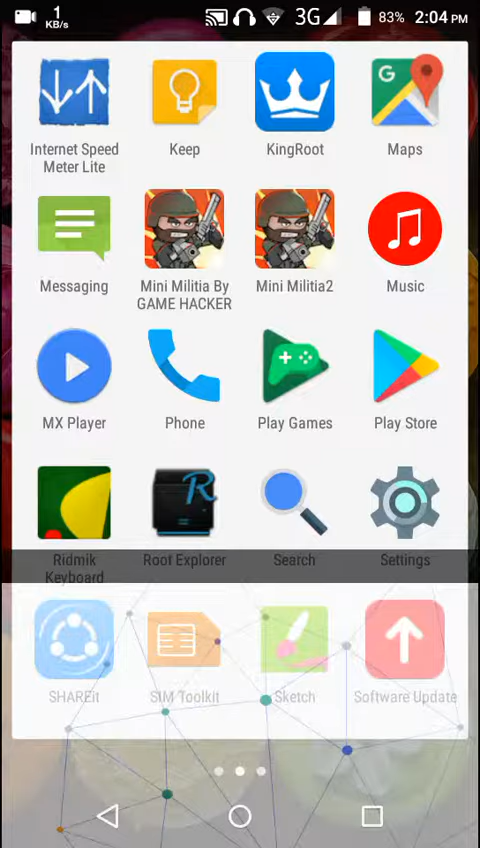 1
KB/s
3G
83%
2:04 PM
Internet Speed
Meter Lite
Keep
KingRoot
G
Maps
Messaging
Mini Militia By
GAME HACKER
Mini Militia2
Music
MX Player
Phone
Play Games
Play Store
Ridmik
Keyboard
R
Root Explorer
Search
Settings
SHAREit
SIM Toolkit
Sketch
Software Update